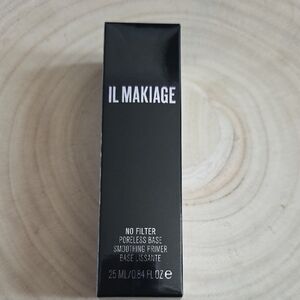 IL MAKIAGE
NO FILTER
PORELESS BASE
SMOOTHING PRIMER
BASE LISSANTE
25 ML/0.84 FL OZ ℮